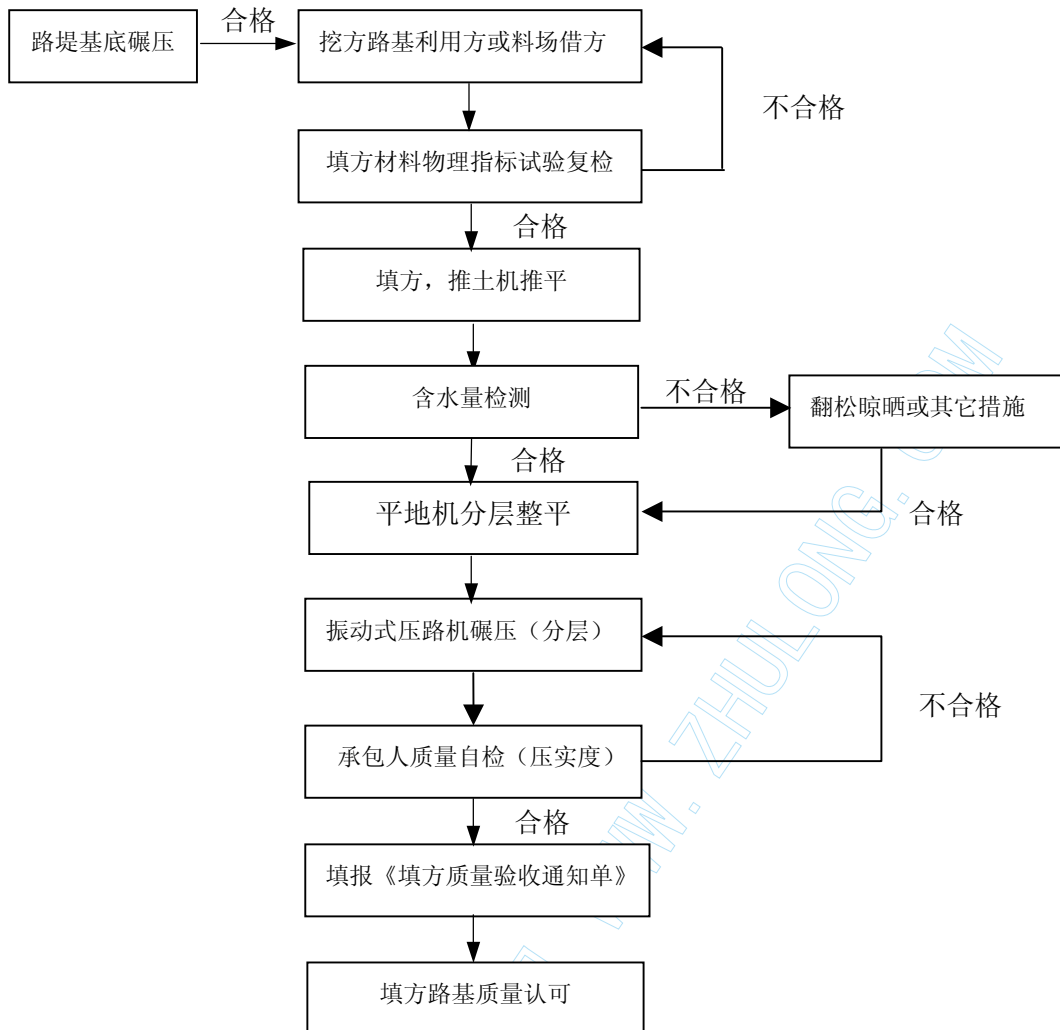 合格
路堤基底碾压
挖方路基利用方或料场借方
不合格
填方材料物理指标试验复检
合格
填方，推土机推平
含水量检测
不合格
翻松晾晒或其它措施
合格
平地机分层整平
合格
振动式压路机碾压（分层）
不合格
承包人质量自检（压实度）
合格
填报《填方质量验收通知单》
填方路基质量认可
WWW.ZHULONG.COM